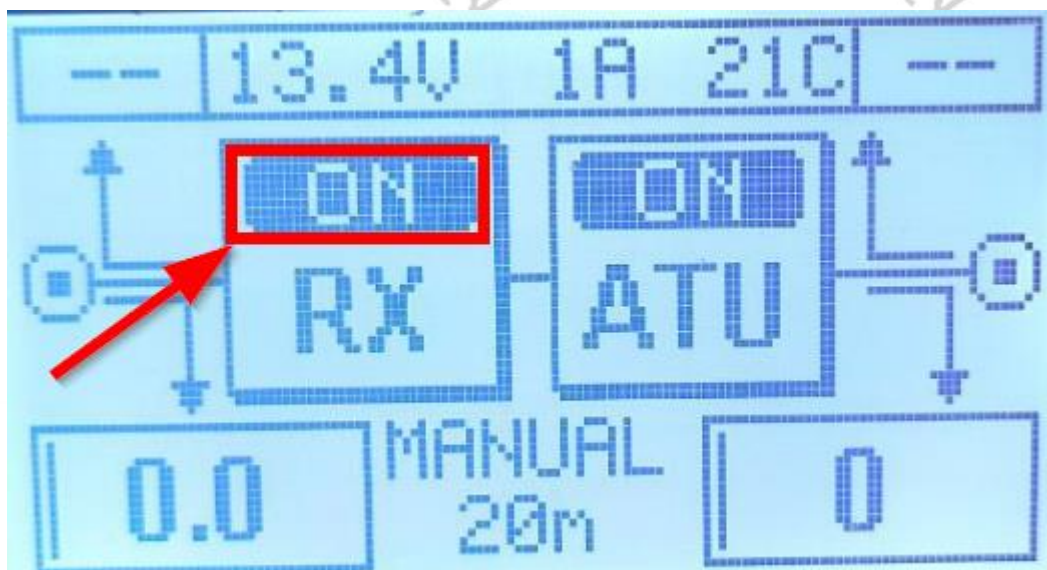 -- 13.4V 1A 21C --
ON ON
RX ATU
0.0 MANUAL 0
20m